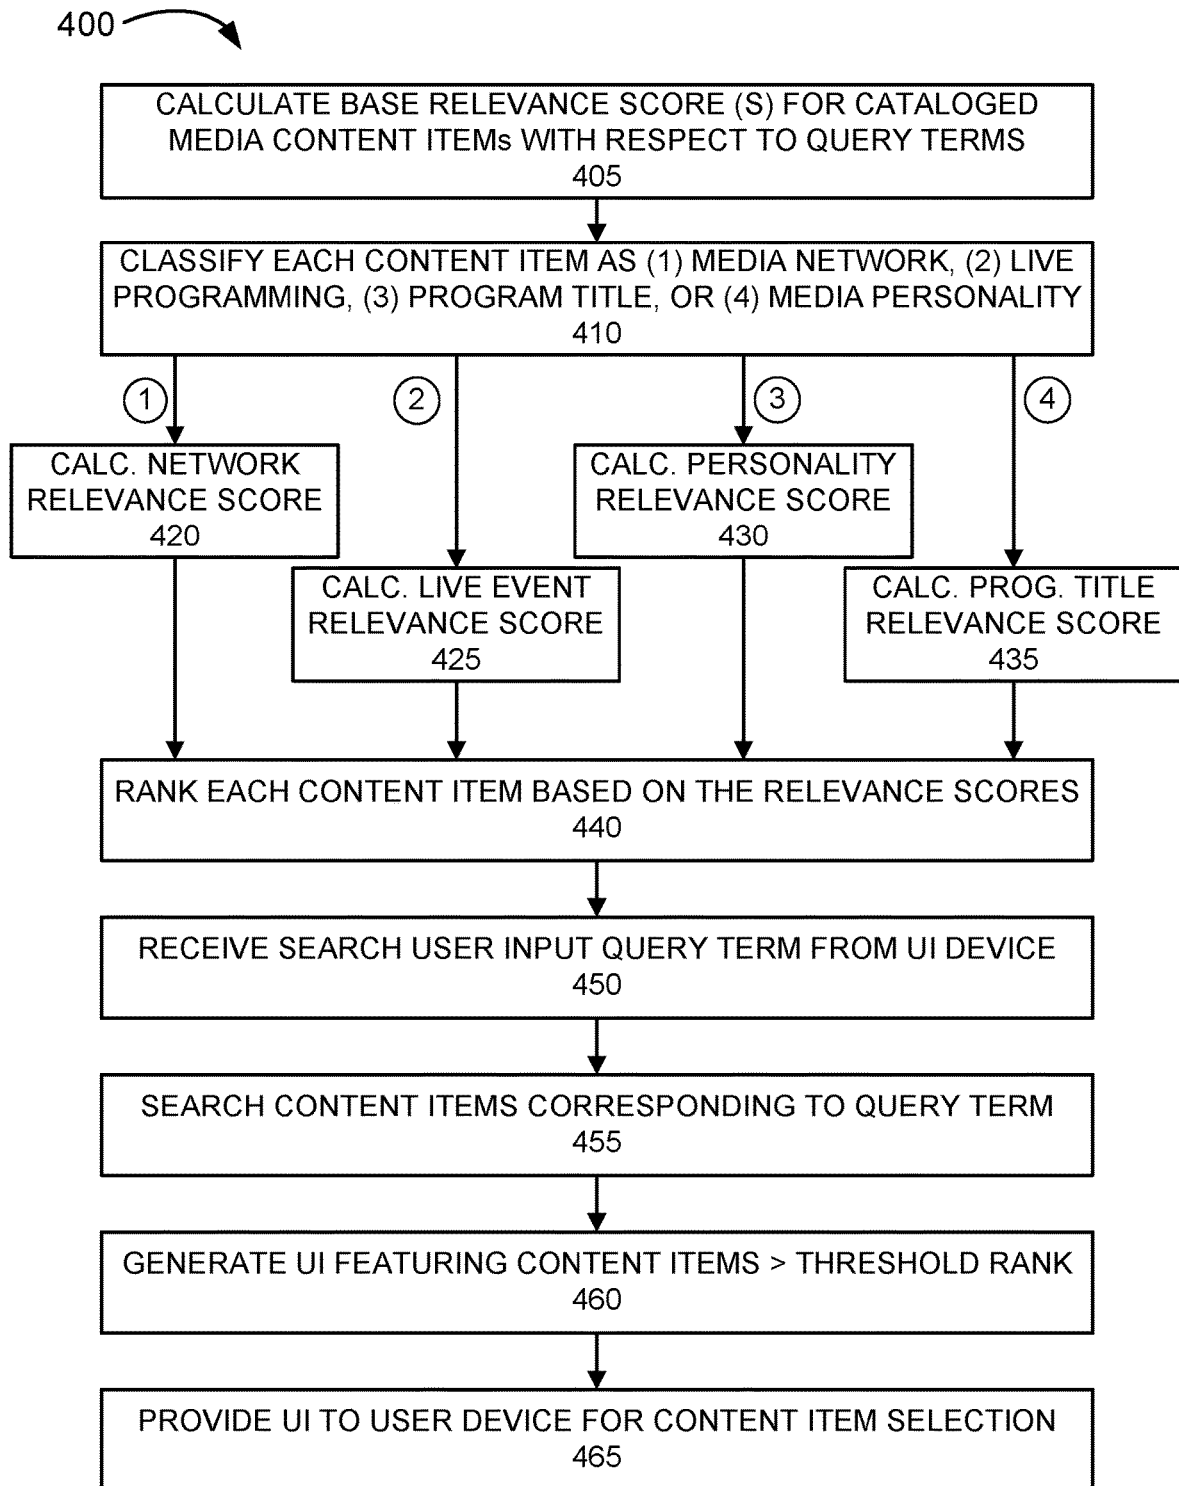 400
CALCULATE BASE RELEVANCE SCORE (S) FOR CATALOGED
MEDIA CONTENT ITEMs WITH RESPECT TO QUERY TERMS
405
CLASSIFY EACH CONTENT ITEM AS (1) MEDIA NETWORK, (2) LIVE
PROGRAMMING, (3) PROGRAM TITLE, OR (4) MEDIA PERSONALITY
410
1
2
3
4
CALC. NETWORK
RELEVANCE SCORE
420
CALC. PERSONALITY
RELEVANCE SCORE
430
CALC. LIVE EVENT
RELEVANCE SCORE
425
CALC. PROG. TITLE
RELEVANCE SCORE
435
RANK EACH CONTENT ITEM BASED ON THE RELEVANCE SCORES
440
RECEIVE SEARCH USER INPUT QUERY TERM FROM UI DEVICE
450
SEARCH CONTENT ITEMS CORRESPONDING TO QUERY TERM
455
GENERATE UI FEATURING CONTENT ITEMS > THRESHOLD RANK
460
PROVIDE UI TO USER DEVICE FOR CONTENT ITEM SELECTION
465